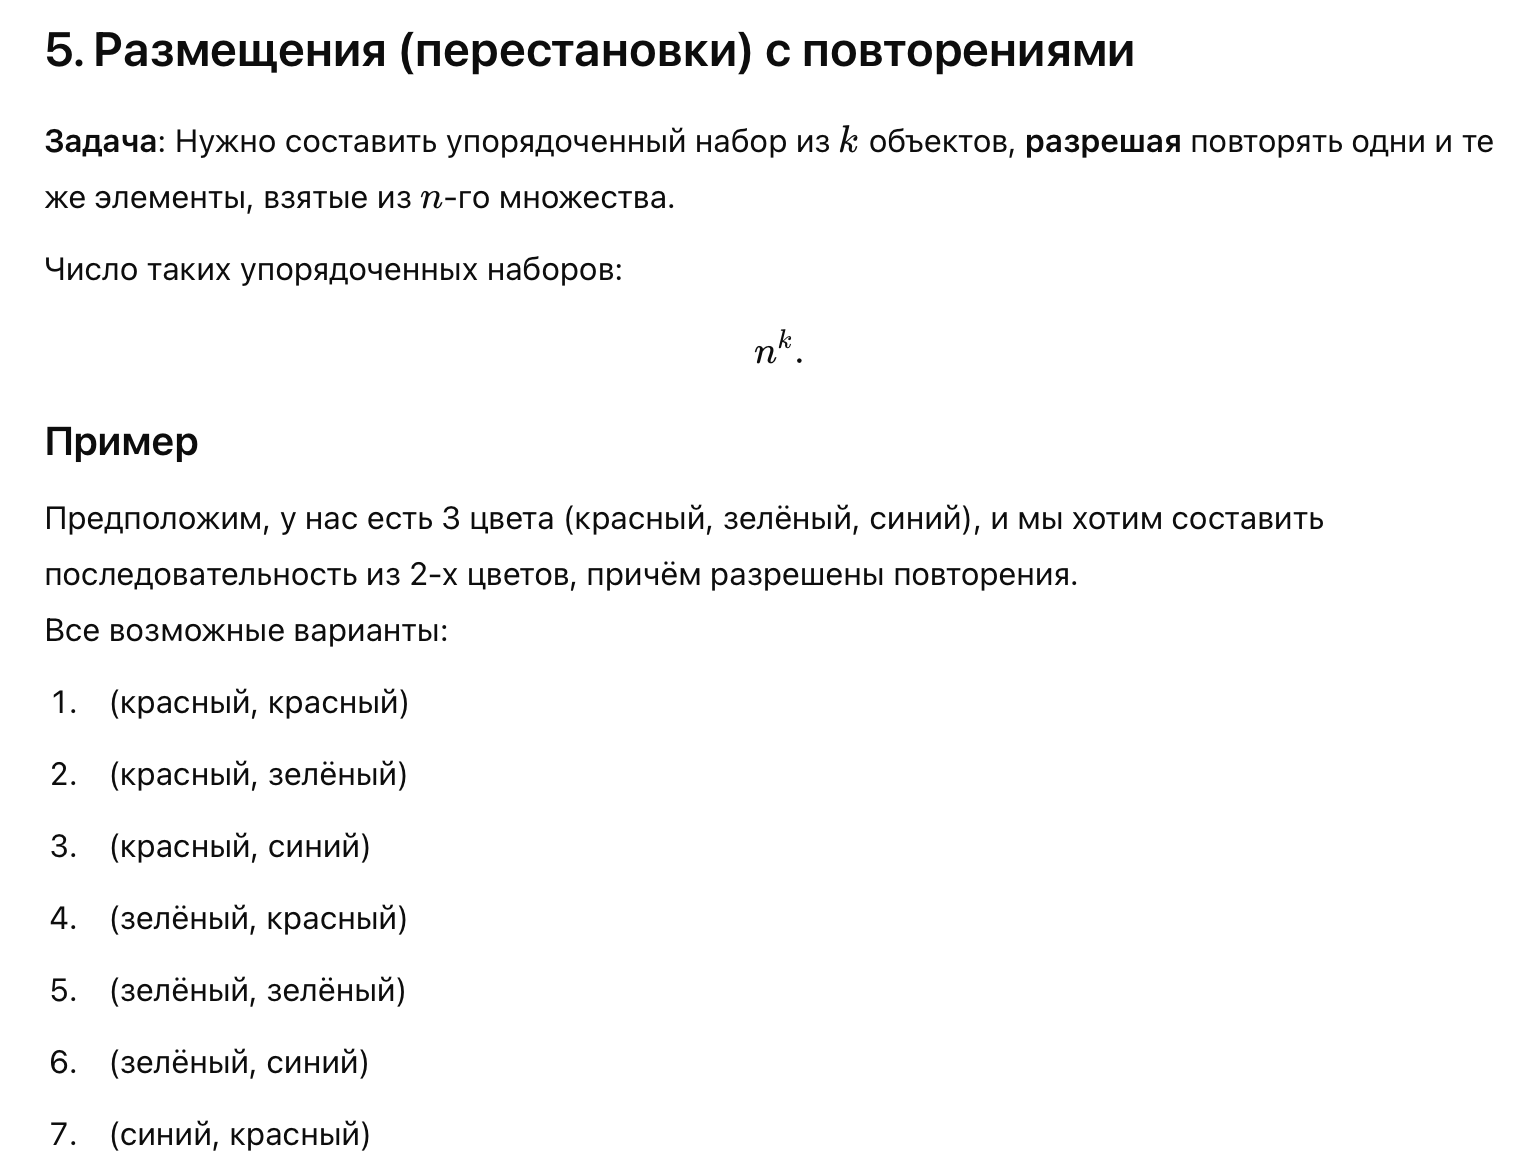 5. Размещения (перестановки) с повторениями
Задача: Нужно составить упорядоченный набор из k объектов, разрешая повторять одни и те
же элементы, взятые из n-го множества.
Число таких упорядоченных наборов:
n^k.
Пример
Предположим, у нас есть 3 цвета (красный, зелёный, синий), и мы хотим составить
последовательность из 2-х цветов, причём разрешены повторения.
Все возможные варианты:
1. (красный, красный)
2. (красный, зелёный)
3. (красный, синий)
4. (зелёный, красный)
5. (зелёный, зелёный)
6. (зелёный, синий)
7. (синий, красный)